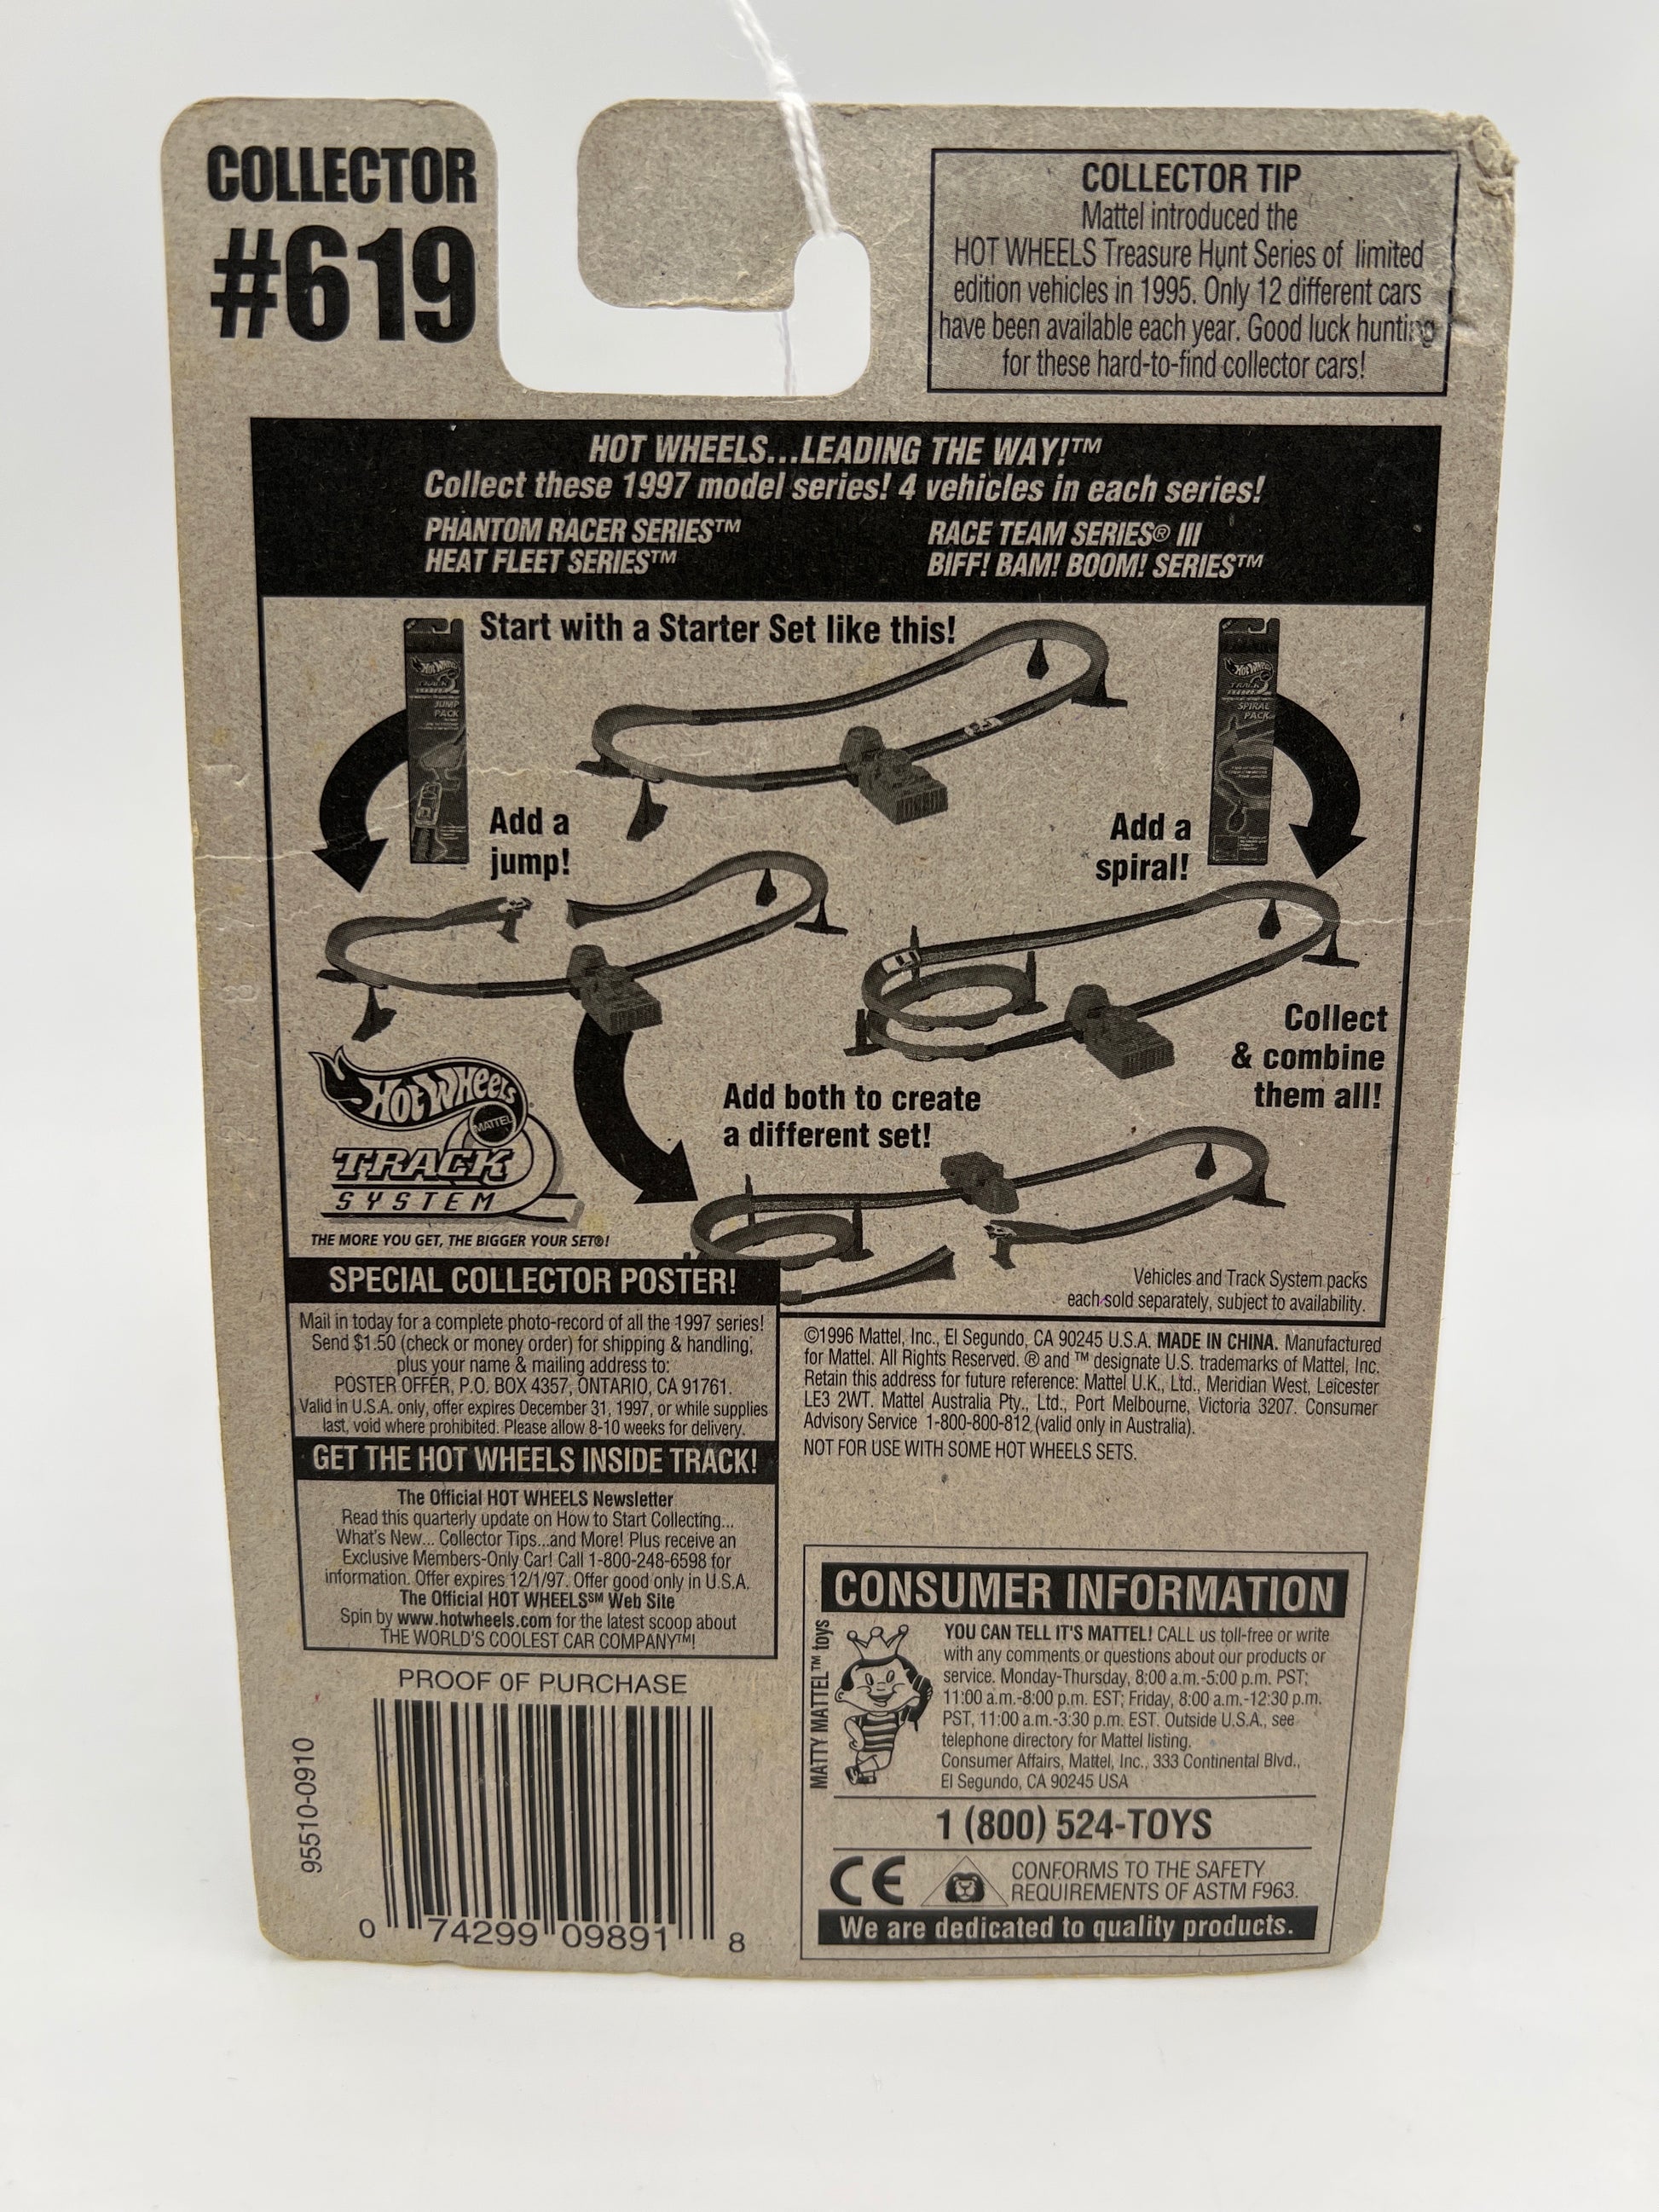 COLLECTOR
#619
COLLECTOR TIP
Mattel introduced the
HOT WHEELS Treasure Hunt Series of limited
edition vehicles in 1995. Only 12 different cars
have been available each year. Good luck hunting
for these hard-to-find collector cars!
HOT WHEELS...LEADING THE WAY!™
Collect these 1997 model series! 4 vehicles in each series!
PHANTOM RACER SERIES™
HEAT FLEET SERIES™
RACE TEAM SERIES® III
BIFF! BAM! BOOM! SERIES™
Start with a Starter Set like this!
HOT WHEELS
TRACK
JUMP
PACK
HOT WHEELS
TRACK
SPIRAL
PACK
Add a
jump!
Add a
spiral!
Collect
& combine
them all!
Add both to create
a different set!
HOT WHEELS
MATTEL
TRACK
SYSTEM
THE MORE YOU GET, THE BIGGER YOUR SET®!
Vehicles and Track System packs
each sold separately, subject to availability.
SPECIAL COLLECTOR POSTER!
Mail in today for a complete photo-record of all the 1997 series!
Send $1.50 (check or money order) for shipping & handling,
plus your name & mailing address to:
POSTER OFFER, P.O. BOX 4357, ONTARIO, CA 91761.
Valid in U.S.A. only, offer expires December 31, 1997, or while supplies
last, void where prohibited. Please allow 8-10 weeks for delivery.
GET THE HOT WHEELS INSIDE TRACK!
The Official HOT WHEELS Newsletter
Read this quarterly update on How to Start Collecting...
What's New... Collector Tips...and More! Plus receive an
Exclusive Members-Only Car! Call 1-800-248-6598 for
information. Offer expires 12/1/97. Offer good only in U.S.A.
The Official HOT WHEELS℠ Web Site
Spin by www.hotwheels.com for the latest scoop about
THE WORLD'S COOLEST CAR COMPANY™!
©1996 Mattel, Inc., El Segundo, CA 90245 U.S.A. MADE IN CHINA. Manufactured
for Mattel. All Rights Reserved. ® and ™ designate U.S. trademarks of Mattel, Inc.
Retain this address for future reference: Mattel U.K., Ltd., Meridian West, Leicester
LE3 2WT. Mattel Australia Pty., Ltd., Port Melbourne, Victoria 3207. Consumer
Advisory Service 1-800-800-812 (valid only in Australia).
NOT FOR USE WITH SOME HOT WHEELS SETS.
PROOF OF PURCHASE
95510-0910
0 74299 09891 8
CONSUMER INFORMATION
MATTY MATTEL™ toys
YOU CAN TELL IT'S MATTEL! CALL us toll-free or write
with any comments or questions about our products or
service. Monday-Thursday, 8:00 a.m.-5:00 p.m. PST;
11:00 a.m.-8:00 p.m. EST; Friday, 8:00 a.m.-12:30 p.m.
PST, 11:00 a.m.-3:30 p.m. EST. Outside U.S.A., see
telephone directory for Mattel listing.
Consumer Affairs, Mattel, Inc., 333 Continental Blvd.,
El Segundo, CA 90245 USA
1 (800) 524-TOYS
CE
CONFORMS TO THE SAFETY
REQUIREMENTS OF ASTM F963.
We are dedicated to quality products.